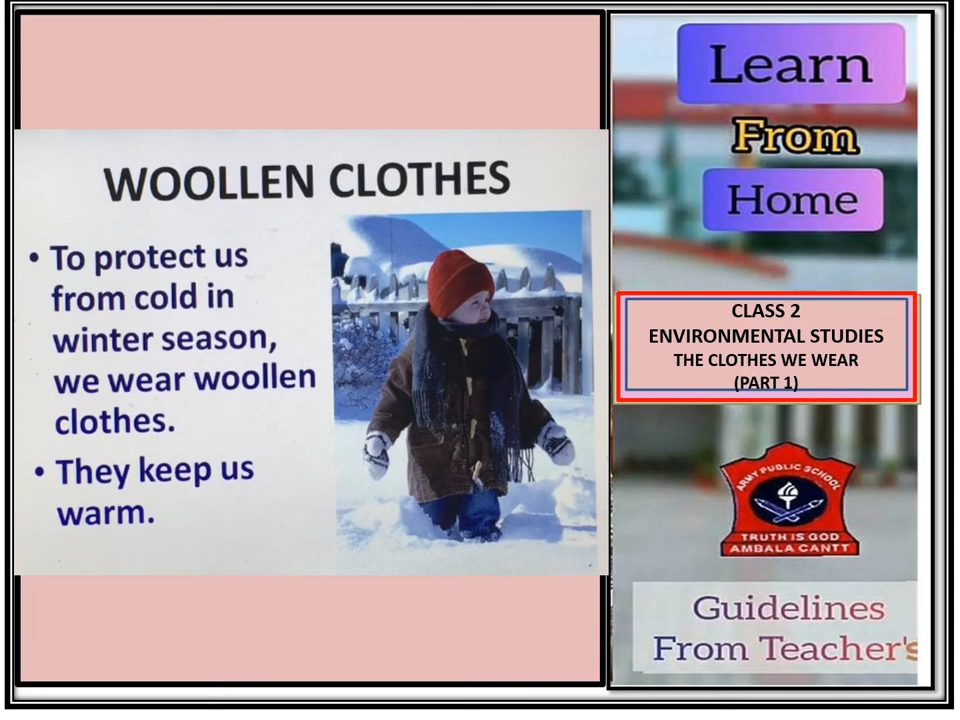 WOOLLEN CLOTHES
• To protect us
from cold in
winter season,
we wear woollen
clothes.
• They keep us
warm.
Learn
From
Home
CLASS 2
ENVIRONMENTAL STUDIES
THE CLOTHES WE WEAR
(PART 1)
ARMY PUBLIC SCHOOL
TRUTH IS GOD
AMBALA CANTT
Guidelines
From Teacher's